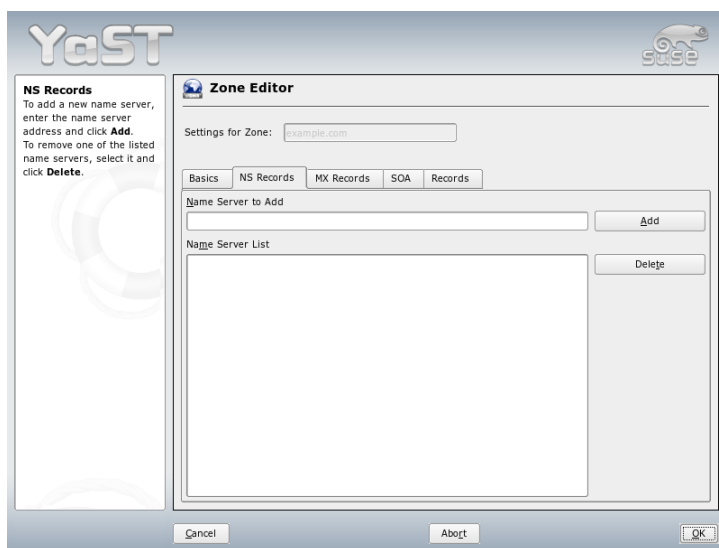 YaST
suse
NS Records
To add a new name server,
enter the name server
address and click Add.
To remove one of the listed
name servers, select it and
click Delete.
Zone Editor
Settings for Zone: example.com
Basics NS Records MX Records SOA Records
Name Server to Add
Add
Name Server List
Delete
Cancel Abort OK